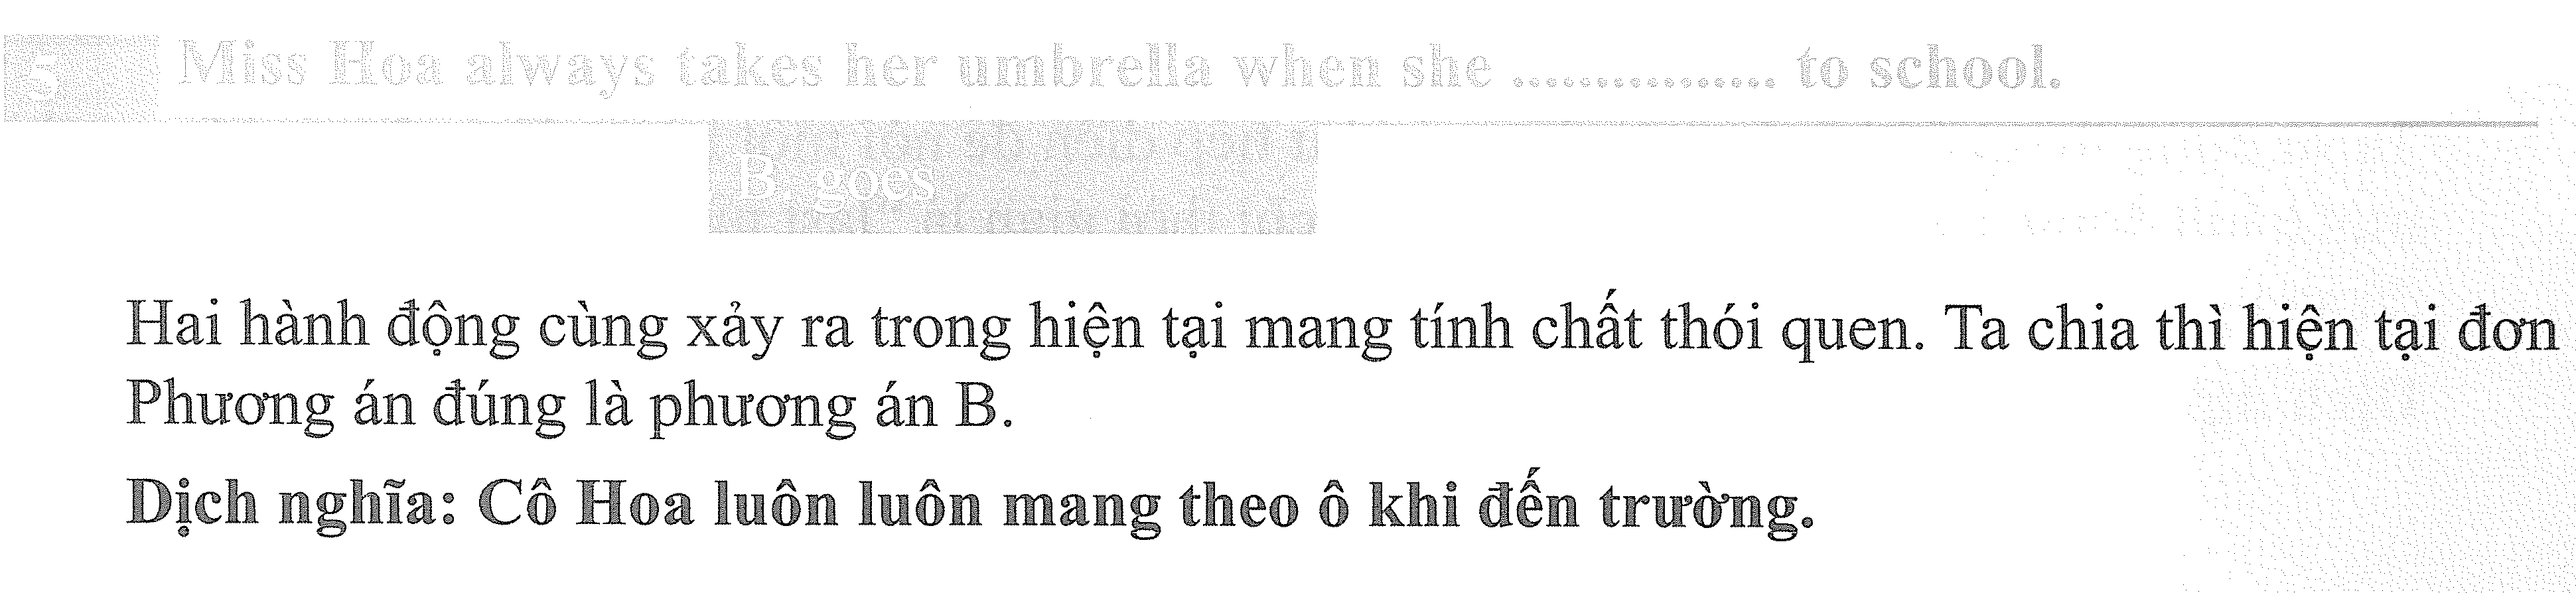 5 Miss Hoa always takes her umbrella when she ................ to school.
B. goes
Hai hành động cùng xảy ra trong hiện tại mang tính chất thói quen. Ta chia thì hiện tại đơn
Phương án đúng là phương án B.
Dịch nghĩa: Cô Hoa luôn luôn mang theo ô khi đến trường.